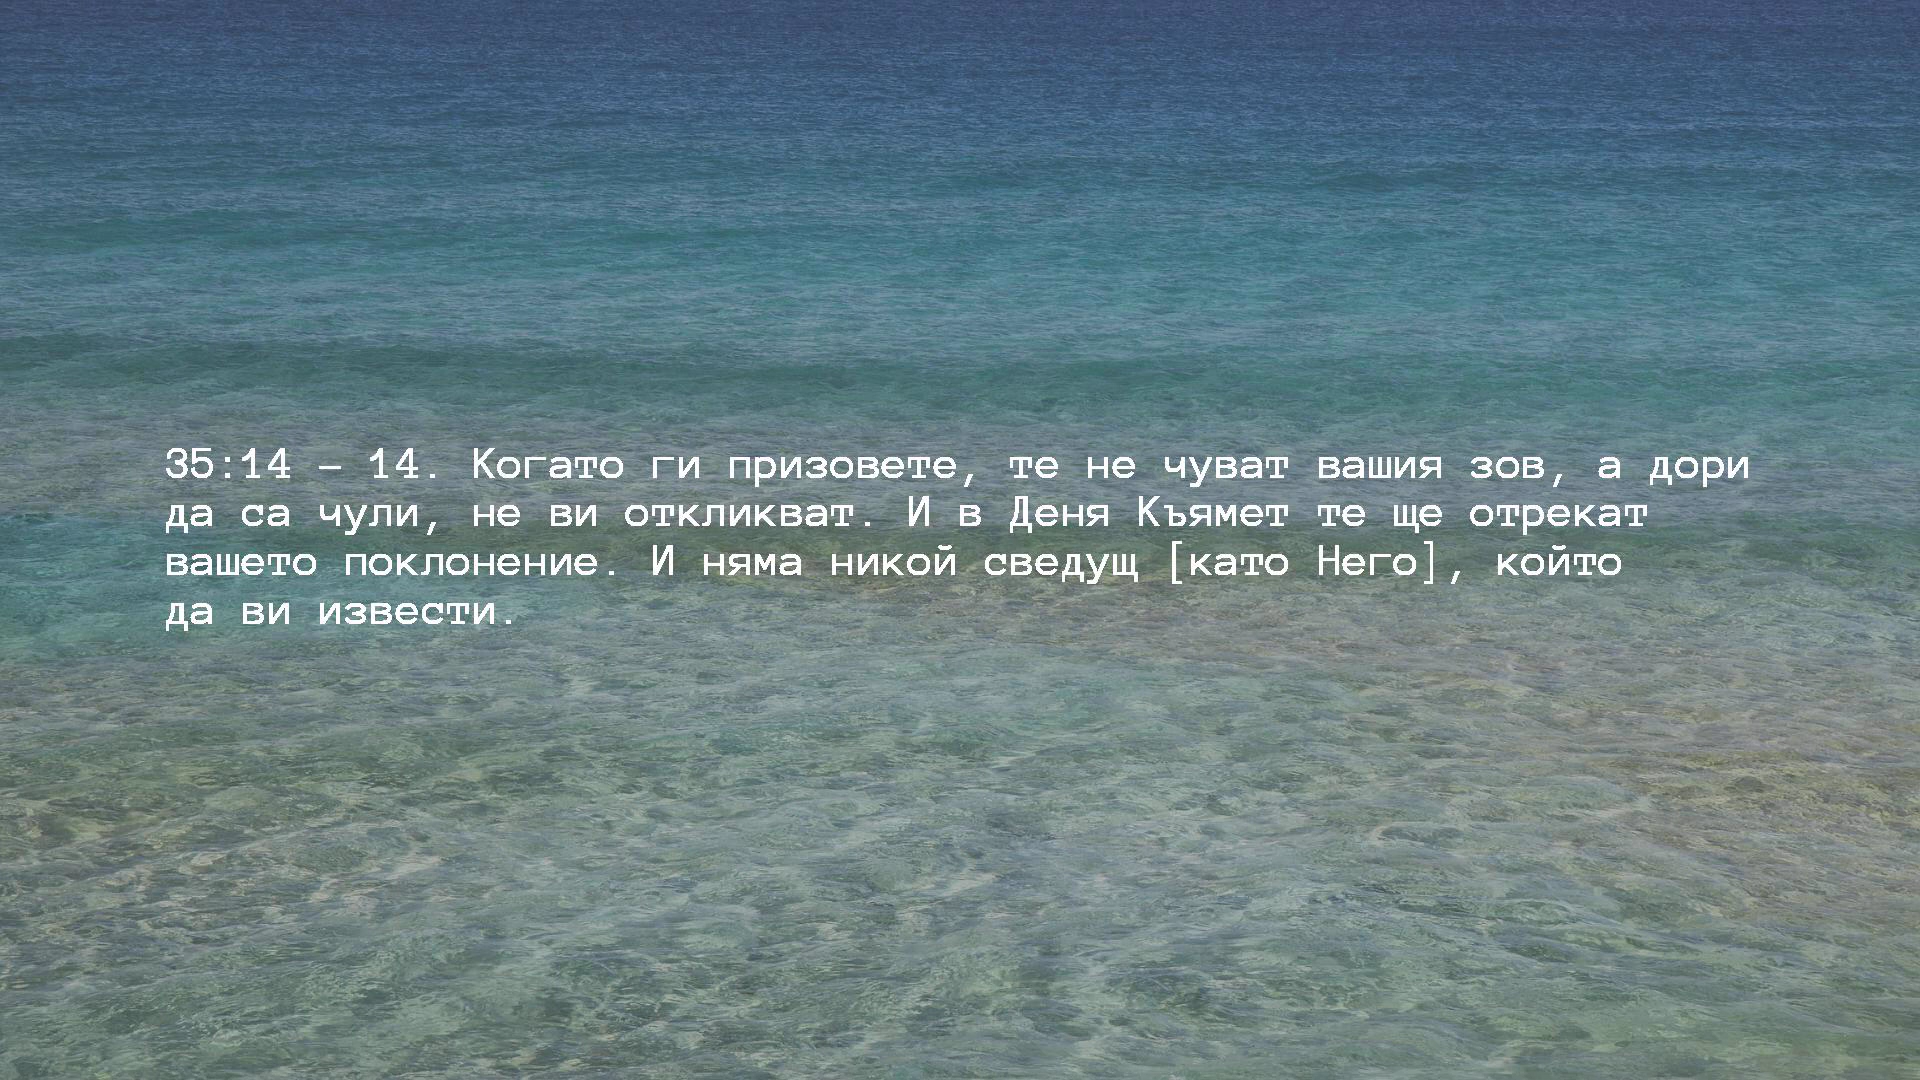 35:14 – 14. Когато ги призовете, те не чуват вашия зов, а дори
да са чули, не ви откликват. И в Деня Къямет те ще отрекат
вашето поклонение. И няма никой сведущ [като Него], който
да ви извести.